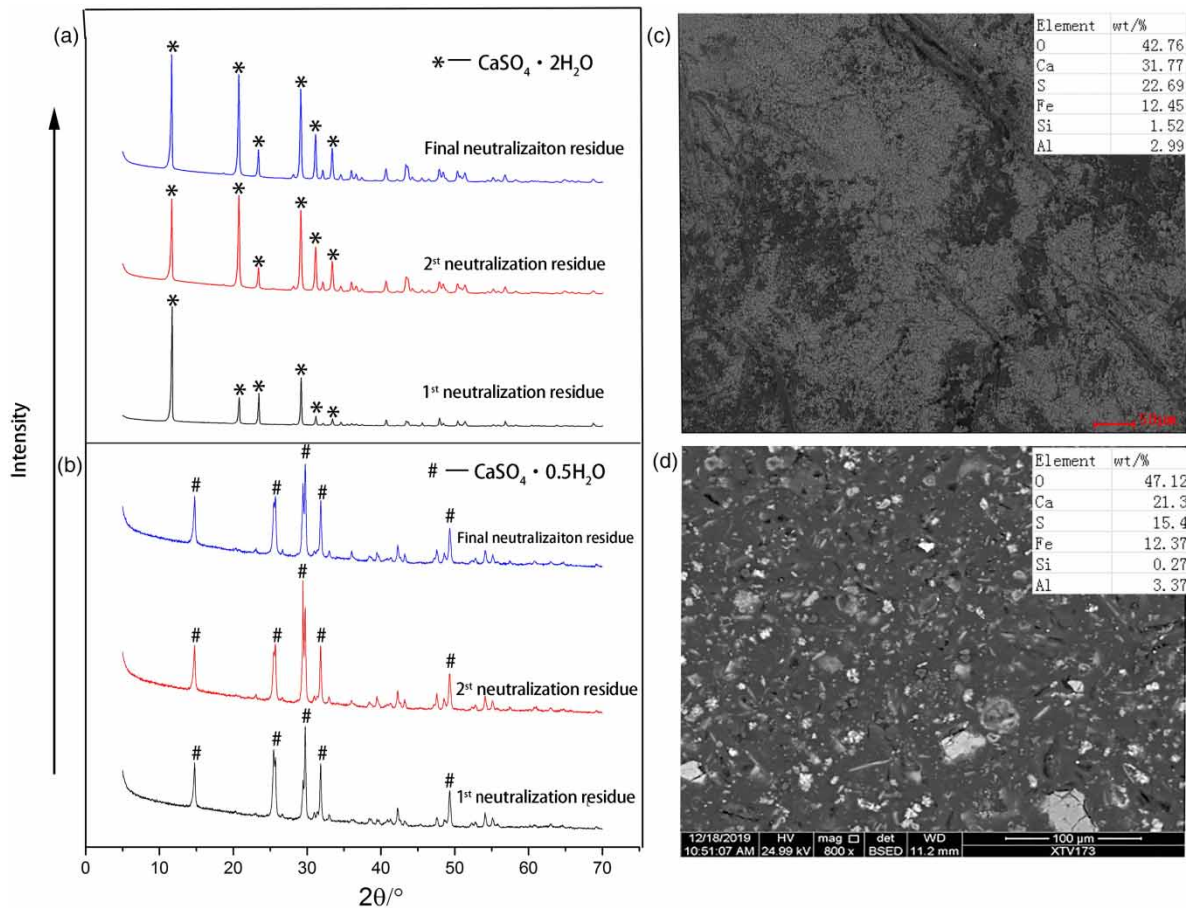 (a)
* — CaSO4 · 2H2O
Final neutralizaiton residue
2st neutralization residue
1st neutralization residue
(b)
# — CaSO4 · 0.5H2O
Final neutralizaiton residue
2st neutralization residue
1st neutralization residue
Intensity
0 10 20 30 40 50 60 70
2θ/°
(c)
Element wt/%
O 42.76
Ca 31.77
S 22.69
Fe 12.45
Si 1.52
Al 2.99
(d)
Element wt/%
O 47.12
Ca 21.3
S 15.4
Fe 12.37
Si 0.27
Al 3.37
12/18/2019 HV mag det WD 100 μm
10:51:07 AM 24.99 kV 800 x BSED 11.2 mm XTV173